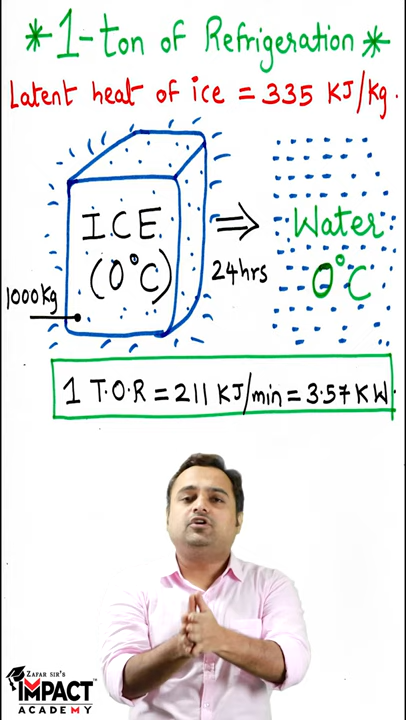 *1-ton of Refrigeration*
Latent heat of ice = 335 KJ/kg.
ICE
(0°C)
1000Kg
⇒
24hrs
Water
0°C
1 T.O.R = 211 KJ/min = 3.57 KW
ZAFAR SIR'S
IMPACT
ACADEMY